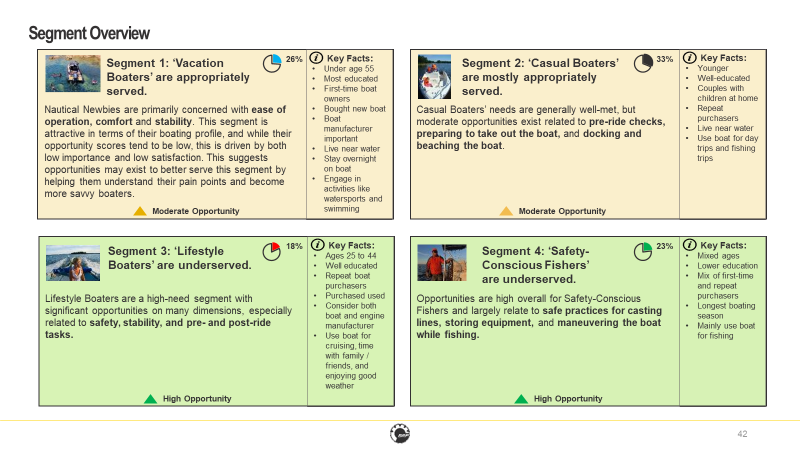 Segment Overview
Segment 1: ‘Vacation
Boaters’ are appropriately
served.
26%
Nautical Newbies are primarily concerned with ease of
operation, comfort and stability. This segment is
attractive in terms of their boating profile, and while their
opportunity scores tend to be low, this is driven by both
low importance and low satisfaction. This suggests
opportunities may exist to better serve this segment by
helping them understand their pain points and become
more savvy boaters.
Moderate Opportunity
i Key Facts:
• Under age 55
• Most educated
• First-time boat
owners
• Bought new boat
• Boat
manufacturer
important
• Live near water
• Stay overnight
on boat
• Engage in
activities like
watersports and
swimming
Segment 2: ‘Casual Boaters’
are mostly appropriately
served.
33%
Casual Boaters’ needs are generally well-met, but
moderate opportunities exist related to pre-ride checks,
preparing to take out the boat, and docking and
beaching the boat.
Moderate Opportunity
i Key Facts:
• Younger
• Well-educated
• Couples with
children at home
• Repeat
purchasers
• Live near water
• Use boat for day
trips and fishing
trips
Segment 3: ‘Lifestyle
Boaters’ are underserved.
18%
Lifestyle Boaters are a high-need segment with
significant opportunities on many dimensions, especially
related to safety, stability, and pre- and post-ride
tasks.
High Opportunity
i Key Facts:
• Ages 25 to 44
• Well educated
• Repeat boat
purchasers
• Purchased used
• Consider both
boat and engine
manufacturer
• Use boat for
cruising, time
with family /
friends, and
enjoying good
weather
Segment 4: ‘Safety-
Conscious Fishers’
are underserved.
23%
Opportunities are high overall for Safety-Conscious
Fishers and largely relate to safe practices for casting
lines, storing equipment, and maneuvering the boat
while fishing.
High Opportunity
i Key Facts:
• Mixed ages
• Lower education
• Mix of first-time
and repeat
purchasers
• Longest boating
season
• Mainly use boat
for fishing
42